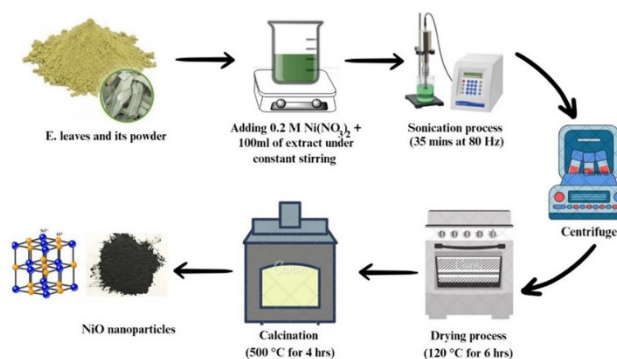 E. leaves and its powder
Adding 0.2 M Ni(NO3)2 +
100ml of extract under
constant stirring
Sonication process
(35 mins at 80 Hz)
Centrifuge
Drying process
(120 °C for 6 hrs)
Calcination
(500 °C for 4 hrs)
NiO nanoparticles